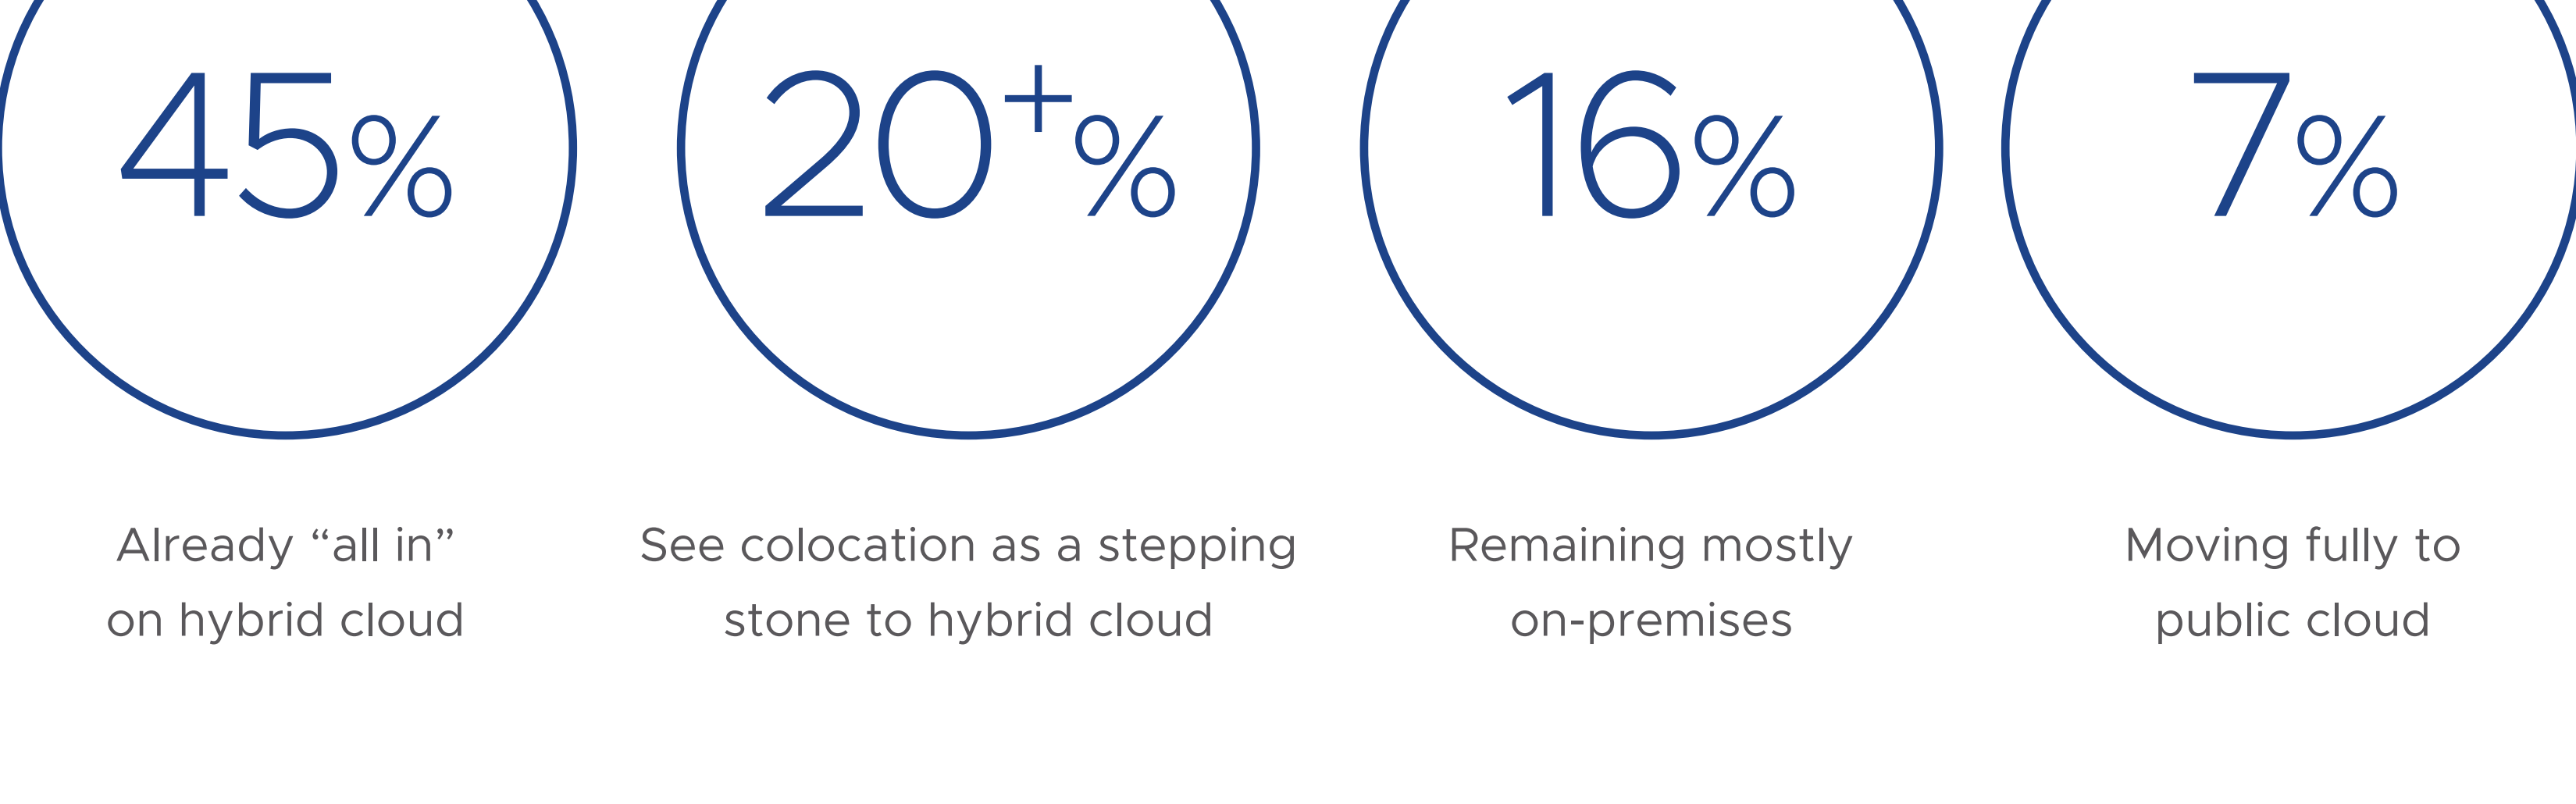 45%
Already “all in”
on hybrid cloud
20+%
See colocation as a stepping
stone to hybrid cloud
16%
Remaining mostly
on-premises
7%
Moving fully to
public cloud